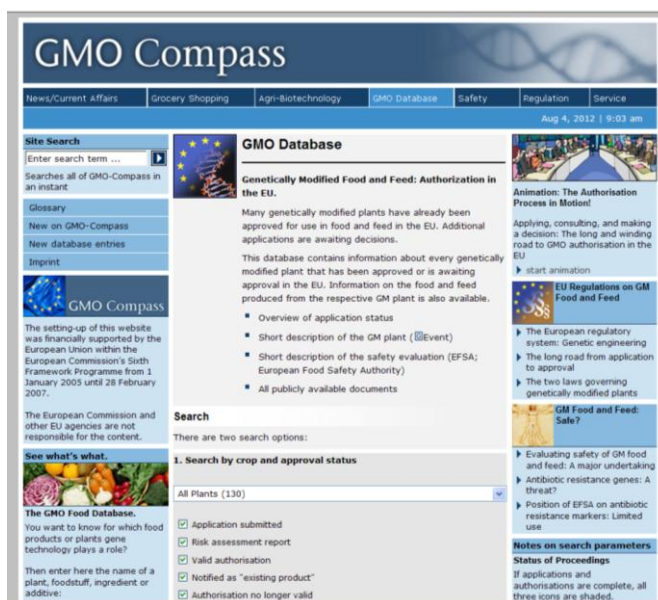 GMO Compass
News/Current Affairs Grocery Shopping Agri-Biotechnology GMO Database Safety Regulation Service
Aug 4, 2012 | 9:03 am
Site Search
Enter search term ...
Searches all of GMO-Compass in
an instant
Glossary
New on GMO-Compass
New database entries
Imprint
GMO Compass
The setting-up of this website
was financially supported by the
European Union within the
European Commission's Sixth
Framework Programme from 1
January 2005 until 28 February
2007.
The European Commission and
other EU agencies are not
responsible for the content.
See what's what.
The GMO Food Database.
You want to know for which food
products or plants gene
technology plays a role?
Then enter here the name of a
plant, foodstuff, ingredient or
additive:
GMO Database
Genetically Modified Food and Feed: Authorization in
the EU.
Many genetically modified plants have already been
approved for use in food and feed in the EU. Additional
applications are awaiting decisions.
This database contains information about every genetically
modified plant that has been approved or is awaiting
approval in the EU. Information on the food and feed
produced from the respective GM plant is also available.
Overview of application status
Short description of the GM plant (Event)
Short description of the safety evaluation (EFSA;
European Food Safety Authority)
All publicly available documents
Search
There are two search options:
1. Search by crop and approval status
All Plants (130)
Application submitted
Risk assessment report
Valid authorisation
Notified as "existing product"
Authorisation no longer valid
Animation: The Authorisation
Process in Motion!
Applying, consulting, and making
a decision: The long and winding
road to GMO authorisation in the
EU
start animation
EU Regulations on GM
Food and Feed
The European regulatory
system: Genetic engineering
The long road from application
to approval
The two laws governing
genetically modified plants
GM Food and Feed:
Safe?
Evaluating safety of GM food
and feed: A major undertaking
Antibiotic resistance genes: A
threat?
Position of EFSA on antibiotic
resistance markers: Limited
use
Notes on search parameters
Status of Proceedings
If applications and
authorisations are complete, all
three icons are shaded.